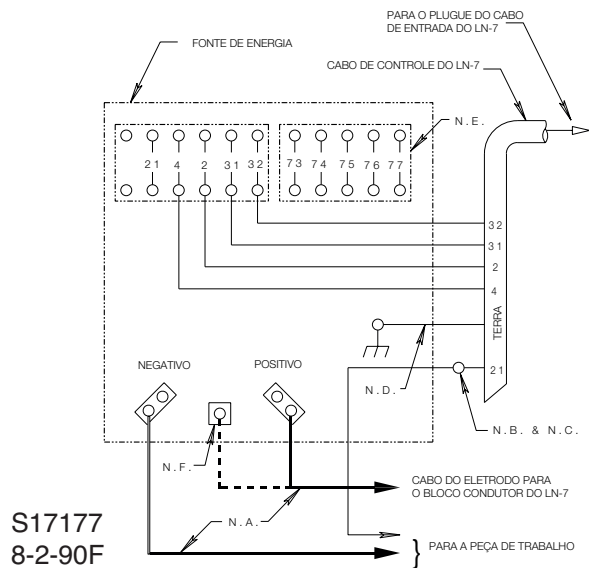 PARA O PLUGUE DO CABO
DE ENTRADA DO LN-7
FONTE DE ENERGIA
CABO DE CONTROLE DO LN-7
N.E.
21 4 2 31 32 73 74 75 76 77
32
31
2
4
TERRA
21
NEGATIVO
POSITIVO
N.D.
N.B. & N.C.
N.F.
CABO DO ELETRODO PARA
O BLOCO CONDUTOR DO LN-7
N.A.
S17177
8-2-90F
} PARA A PEÇA DE TRABALHO